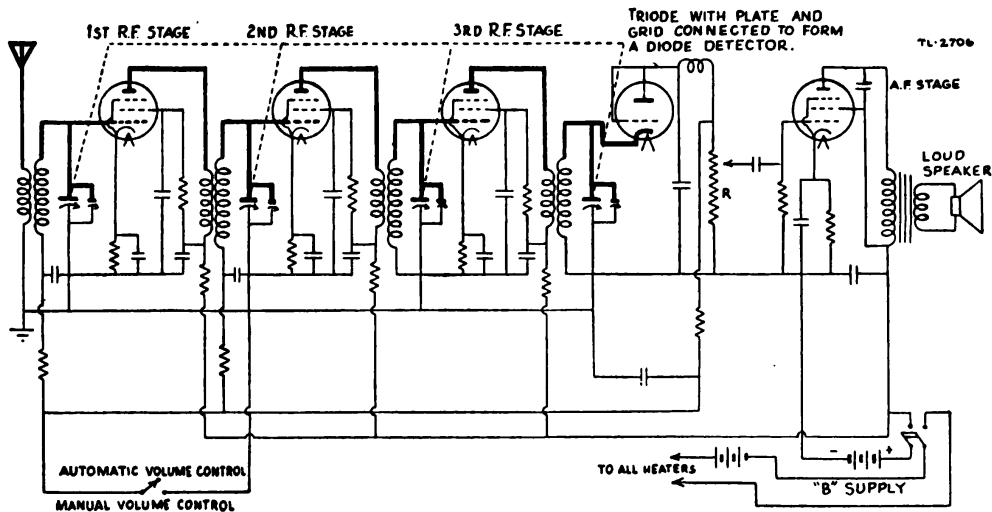 1ST R.F. STAGE
2ND R.F. STAGE
3RD R.F. STAGE
TRIODE WITH PLATE AND
GRID CONNECTED TO FORM
A DIODE DETECTOR.
TL-2706
A.F. STAGE
LOUD
SPEAKER
R
AUTOMATIC VOLUME CONTROL
MANUAL VOLUME CONTROL
TO ALL HEATERS
- +
"B" SUPPLY